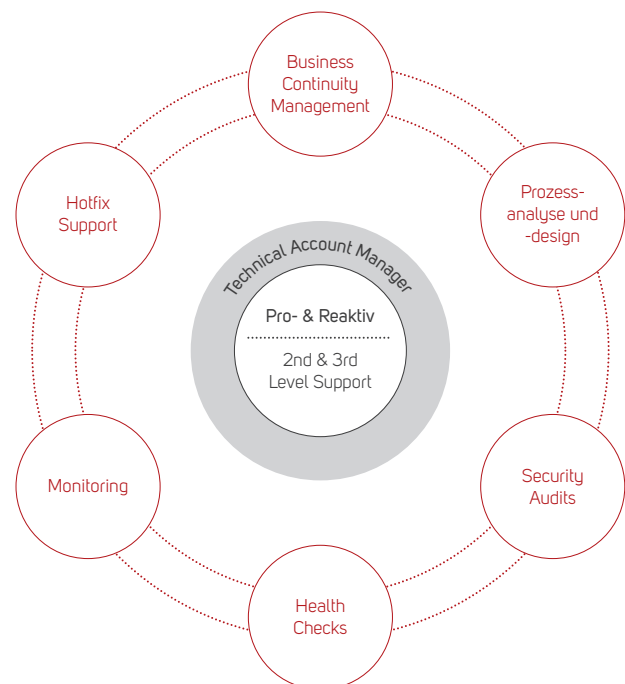 Business
Continuity
Management
Hotfix
Support
Prozess-
analyse und
-design
Technical Account Manager
Pro- & Reaktiv
2nd & 3rd
Level Support
Monitoring
Security
Audits
Health
Checks